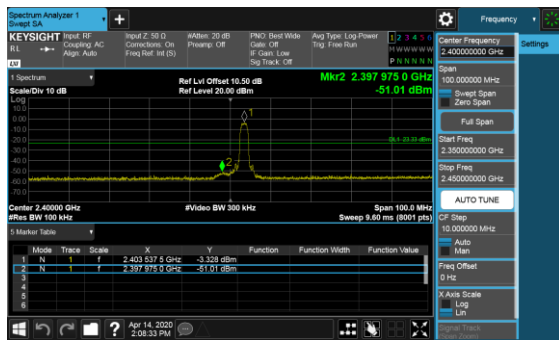 Spectrum Analyzer 1
Swept SA
+
Frequency
KEYSIGHT
Input: RF
Coupling: AC
Align: Auto
Input Z: 50 Ω
Corrections: On
Freq Ref: Int (S)
#Atten: 20 dB
Preamp: Off
PNO: Best Wide
Gate: Off
IF Gain: Low
Sig Track: Off
Avg Type: Log-Power
Trig: Free Run
1 2 3 4 5 6
M W W W W W
P N N N N N
RL
LXI
Center Frequency
2.40000000 GHz
Settings
Span
100.000000 MHz
Swept Span
Zero Span
Full Span
Start Freq
2.35000000 GHz
Stop Freq
2.45000000 GHz
AUTO TUNE
CF Step
10.000000 MHz
Auto
Man
Freq Offset
0 Hz
X Axis Scale
Log
Lin
Signal Track
(Span Zoom)
1 Spectrum
Scale/Div 10 dB
Ref Lvl Offset 10.50 dB
Ref Level 20.00 dBm
Mkr2 2.397 975 0 GHz
-51.01 dBm
Log
10.0
0.00
-10.0
-20.0
-30.0
-40.0
-50.0
-60.0
-70.0
1
2
DL1 -23.33 dBm
Center 2.40000 GHz
#Res BW 100 kHz
#Video BW 300 kHz
Span 100.0 MHz
Sweep 9.60 ms (8001 pts)
5 Marker Table
Mode Trace Scale X Y Function Function Width Function Value
1 N 1 f 2.403 537 5 GHz -3.328 dBm
2 N 1 f 2.397 975 0 GHz -51.01 dBm
3
4
5
6
?
Apr 14, 2020
2:08:33 PM